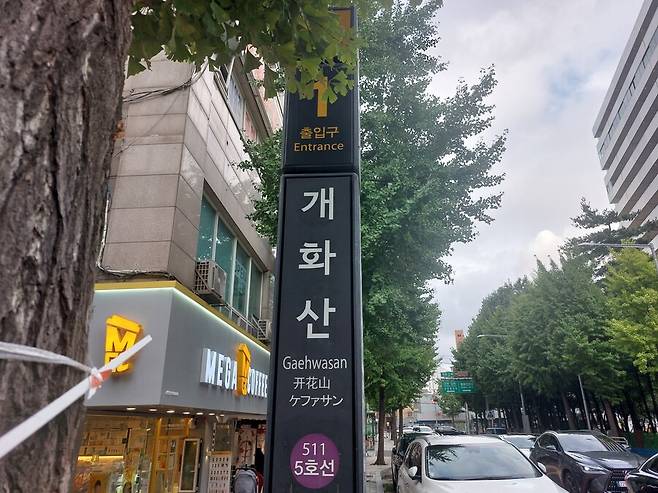 1
출입구
Entrance
개화산
Gaehwasan
开花山
ケファサン
511
5호선
MEGA COFFEE